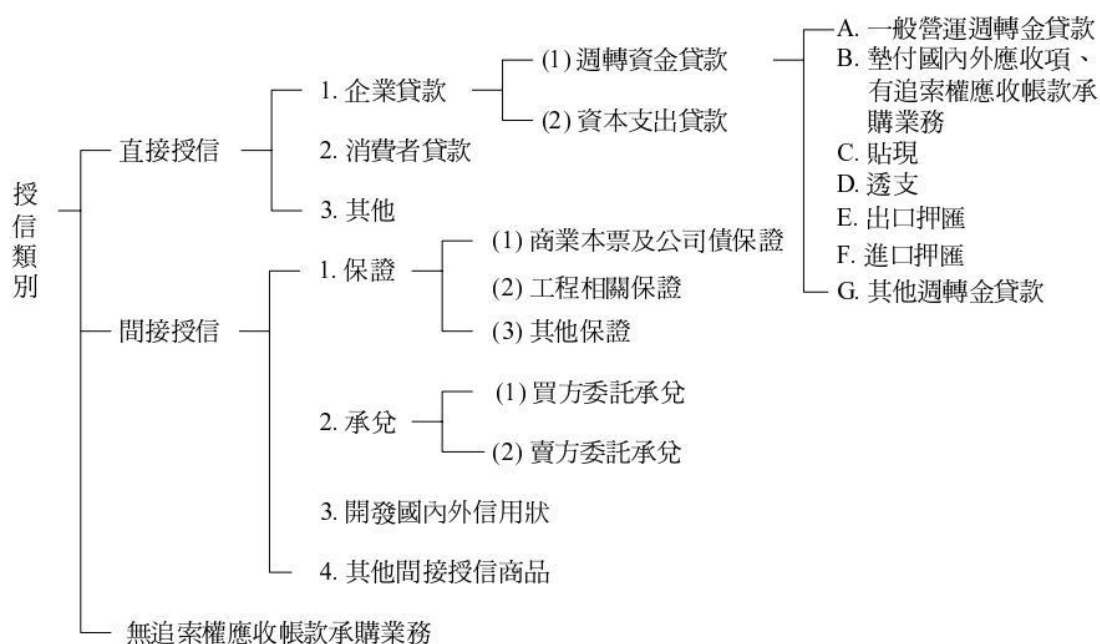 授信類別
直接授信
1. 企業貸款
(1) 週轉資金貸款
A. 一般營運週轉金貸款
B. 墊付國內外應收項、
有追索權應收帳款承
購業務
C. 貼現
D. 透支
E. 出口押匯
F. 進口押匯
G. 其他週轉金貸款
(2) 資本支出貸款
2. 消費者貸款
3. 其他
間接授信
1. 保證
(1) 商業本票及公司債保證
(2) 工程相關保證
(3) 其他保證
2. 承兌
(1) 買方委託承兌
(2) 賣方委託承兌
3. 開發國內外信用狀
4. 其他間接授信商品
無追索權應收帳款承購業務